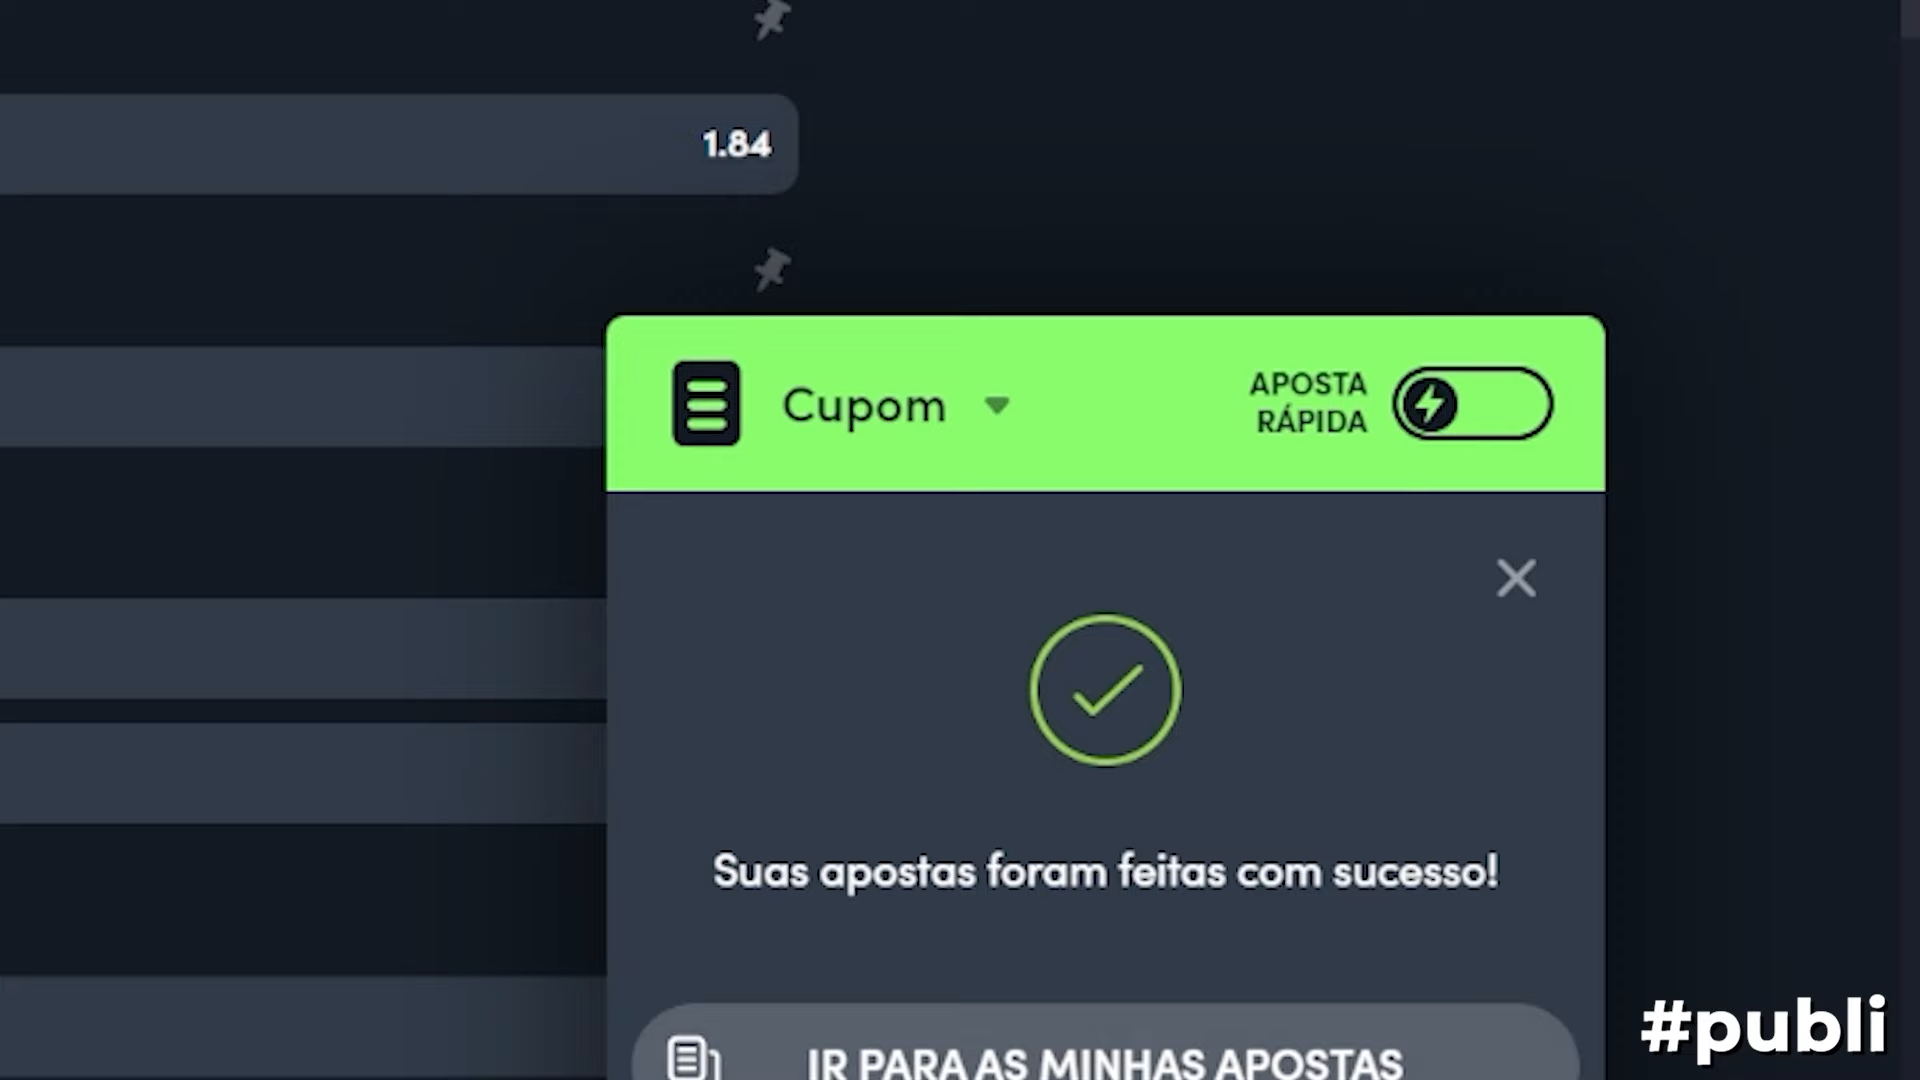 1.84
Cupom
APOSTA
RÁPIDA
Suas apostas foram feitas com sucesso!
IR PARA AS MINHAS APOSTAS
#publi